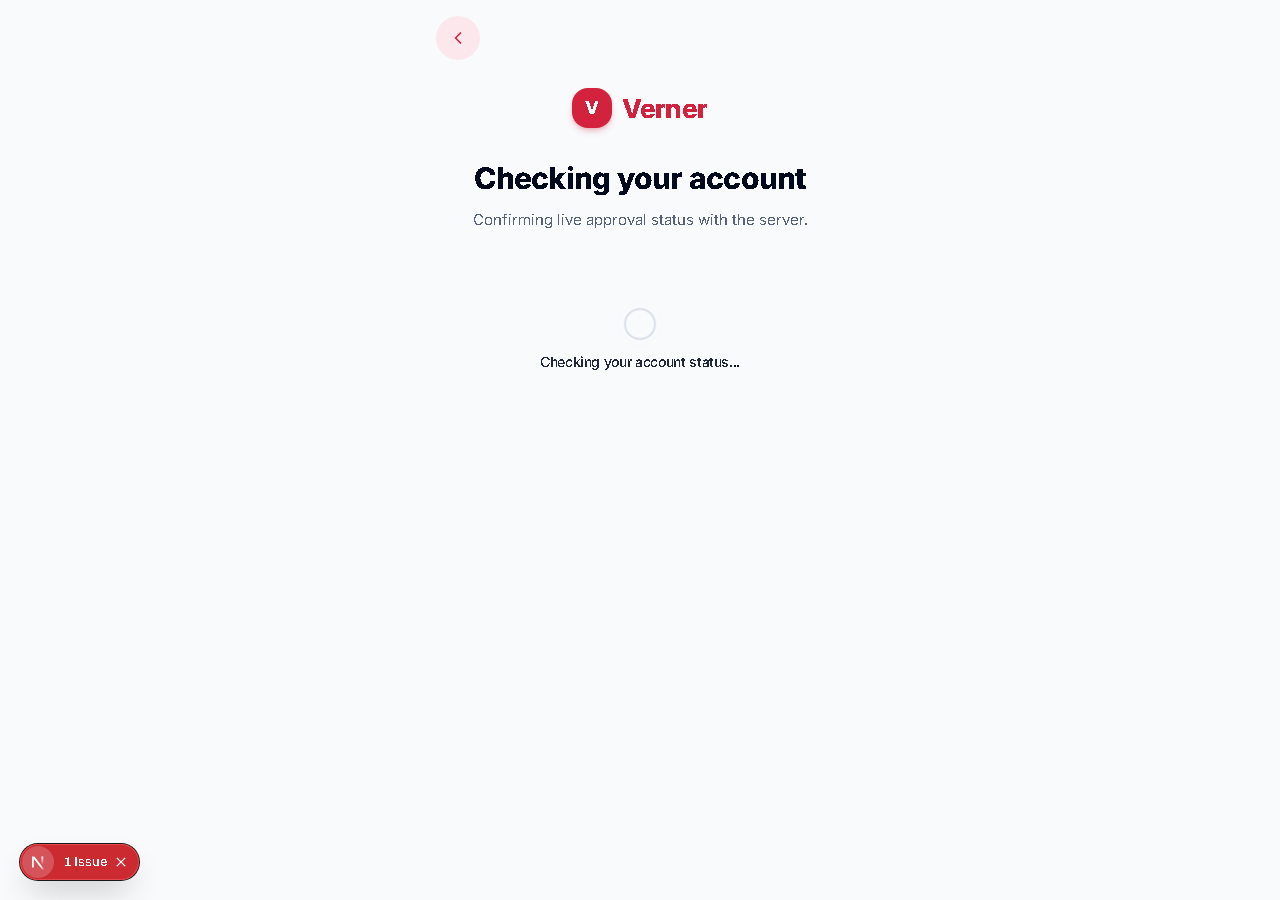 V Verner
Checking your account
Confirming live approval status with the server.
Checking your account status...
N 1 Issue